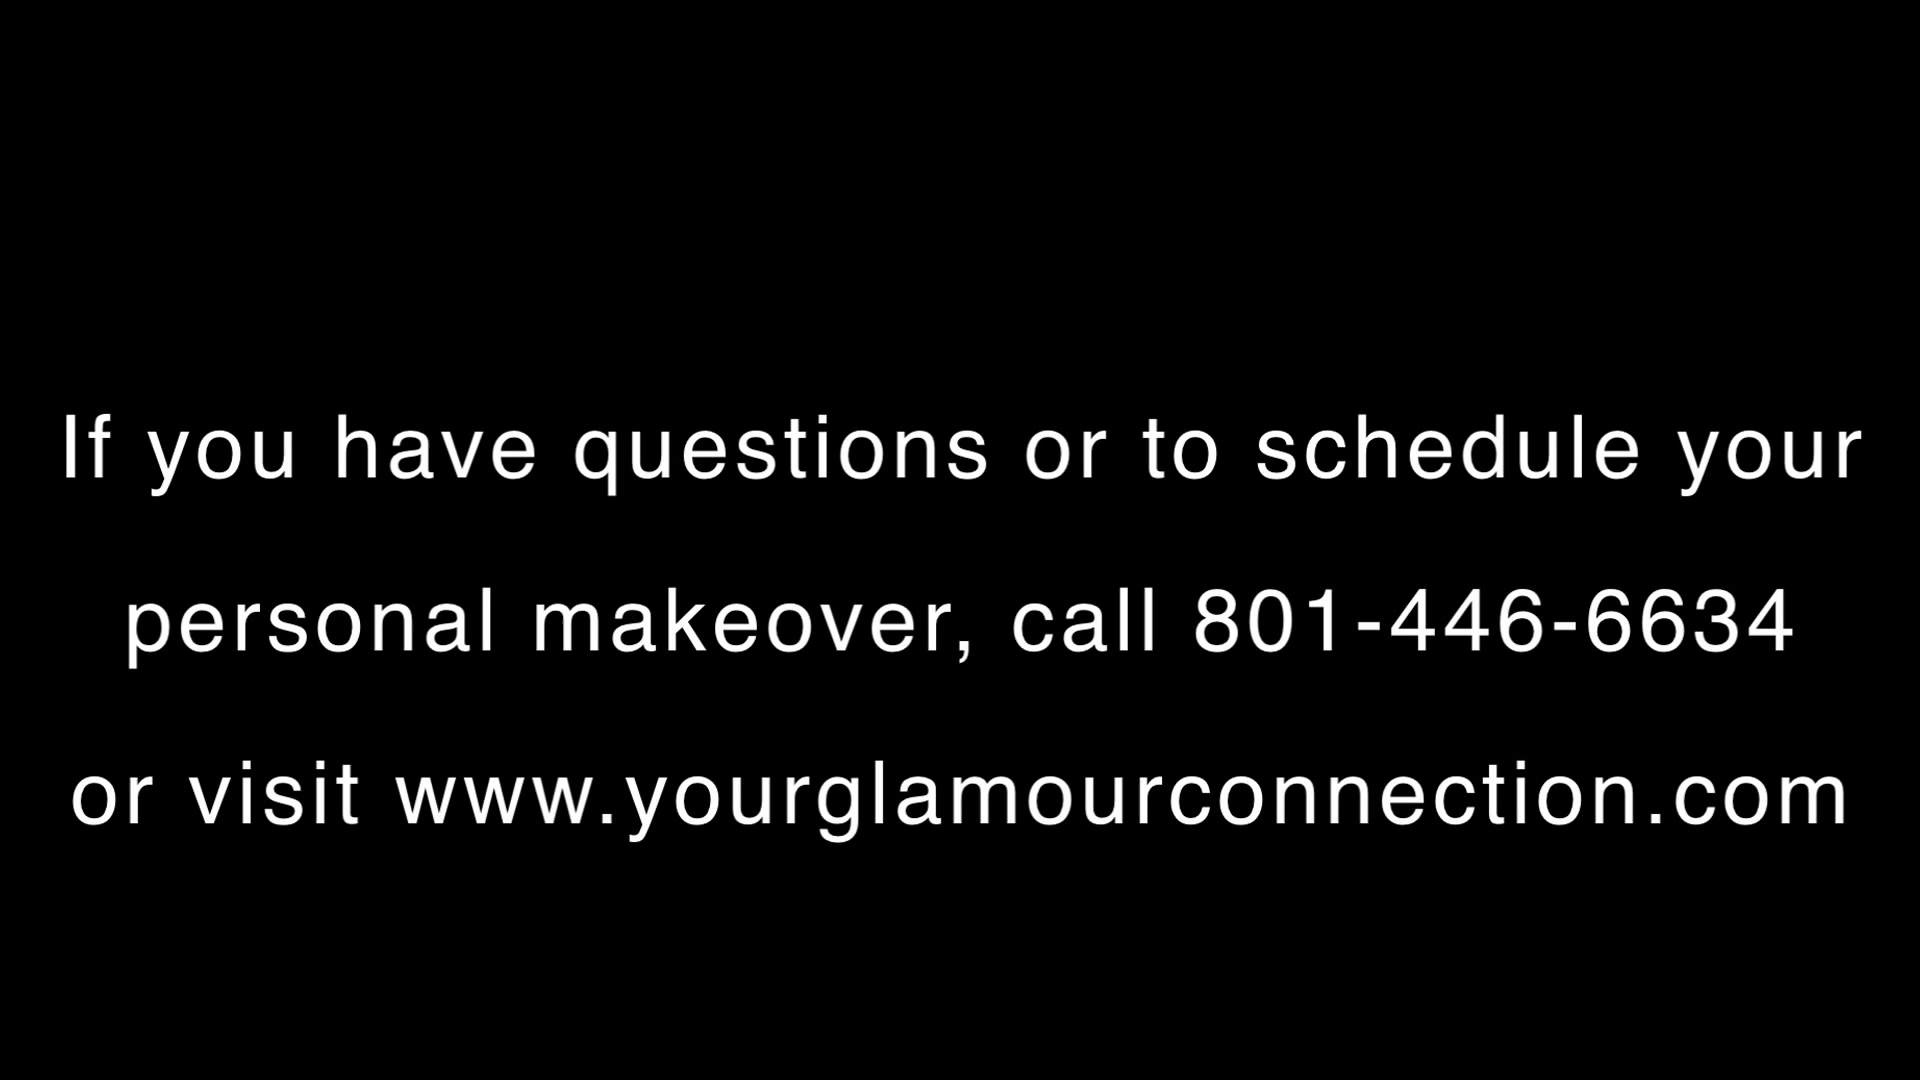 If you have questions or to schedule your
personal makeover, call 801-446-6634
or visit www.yourglamourconnection.com